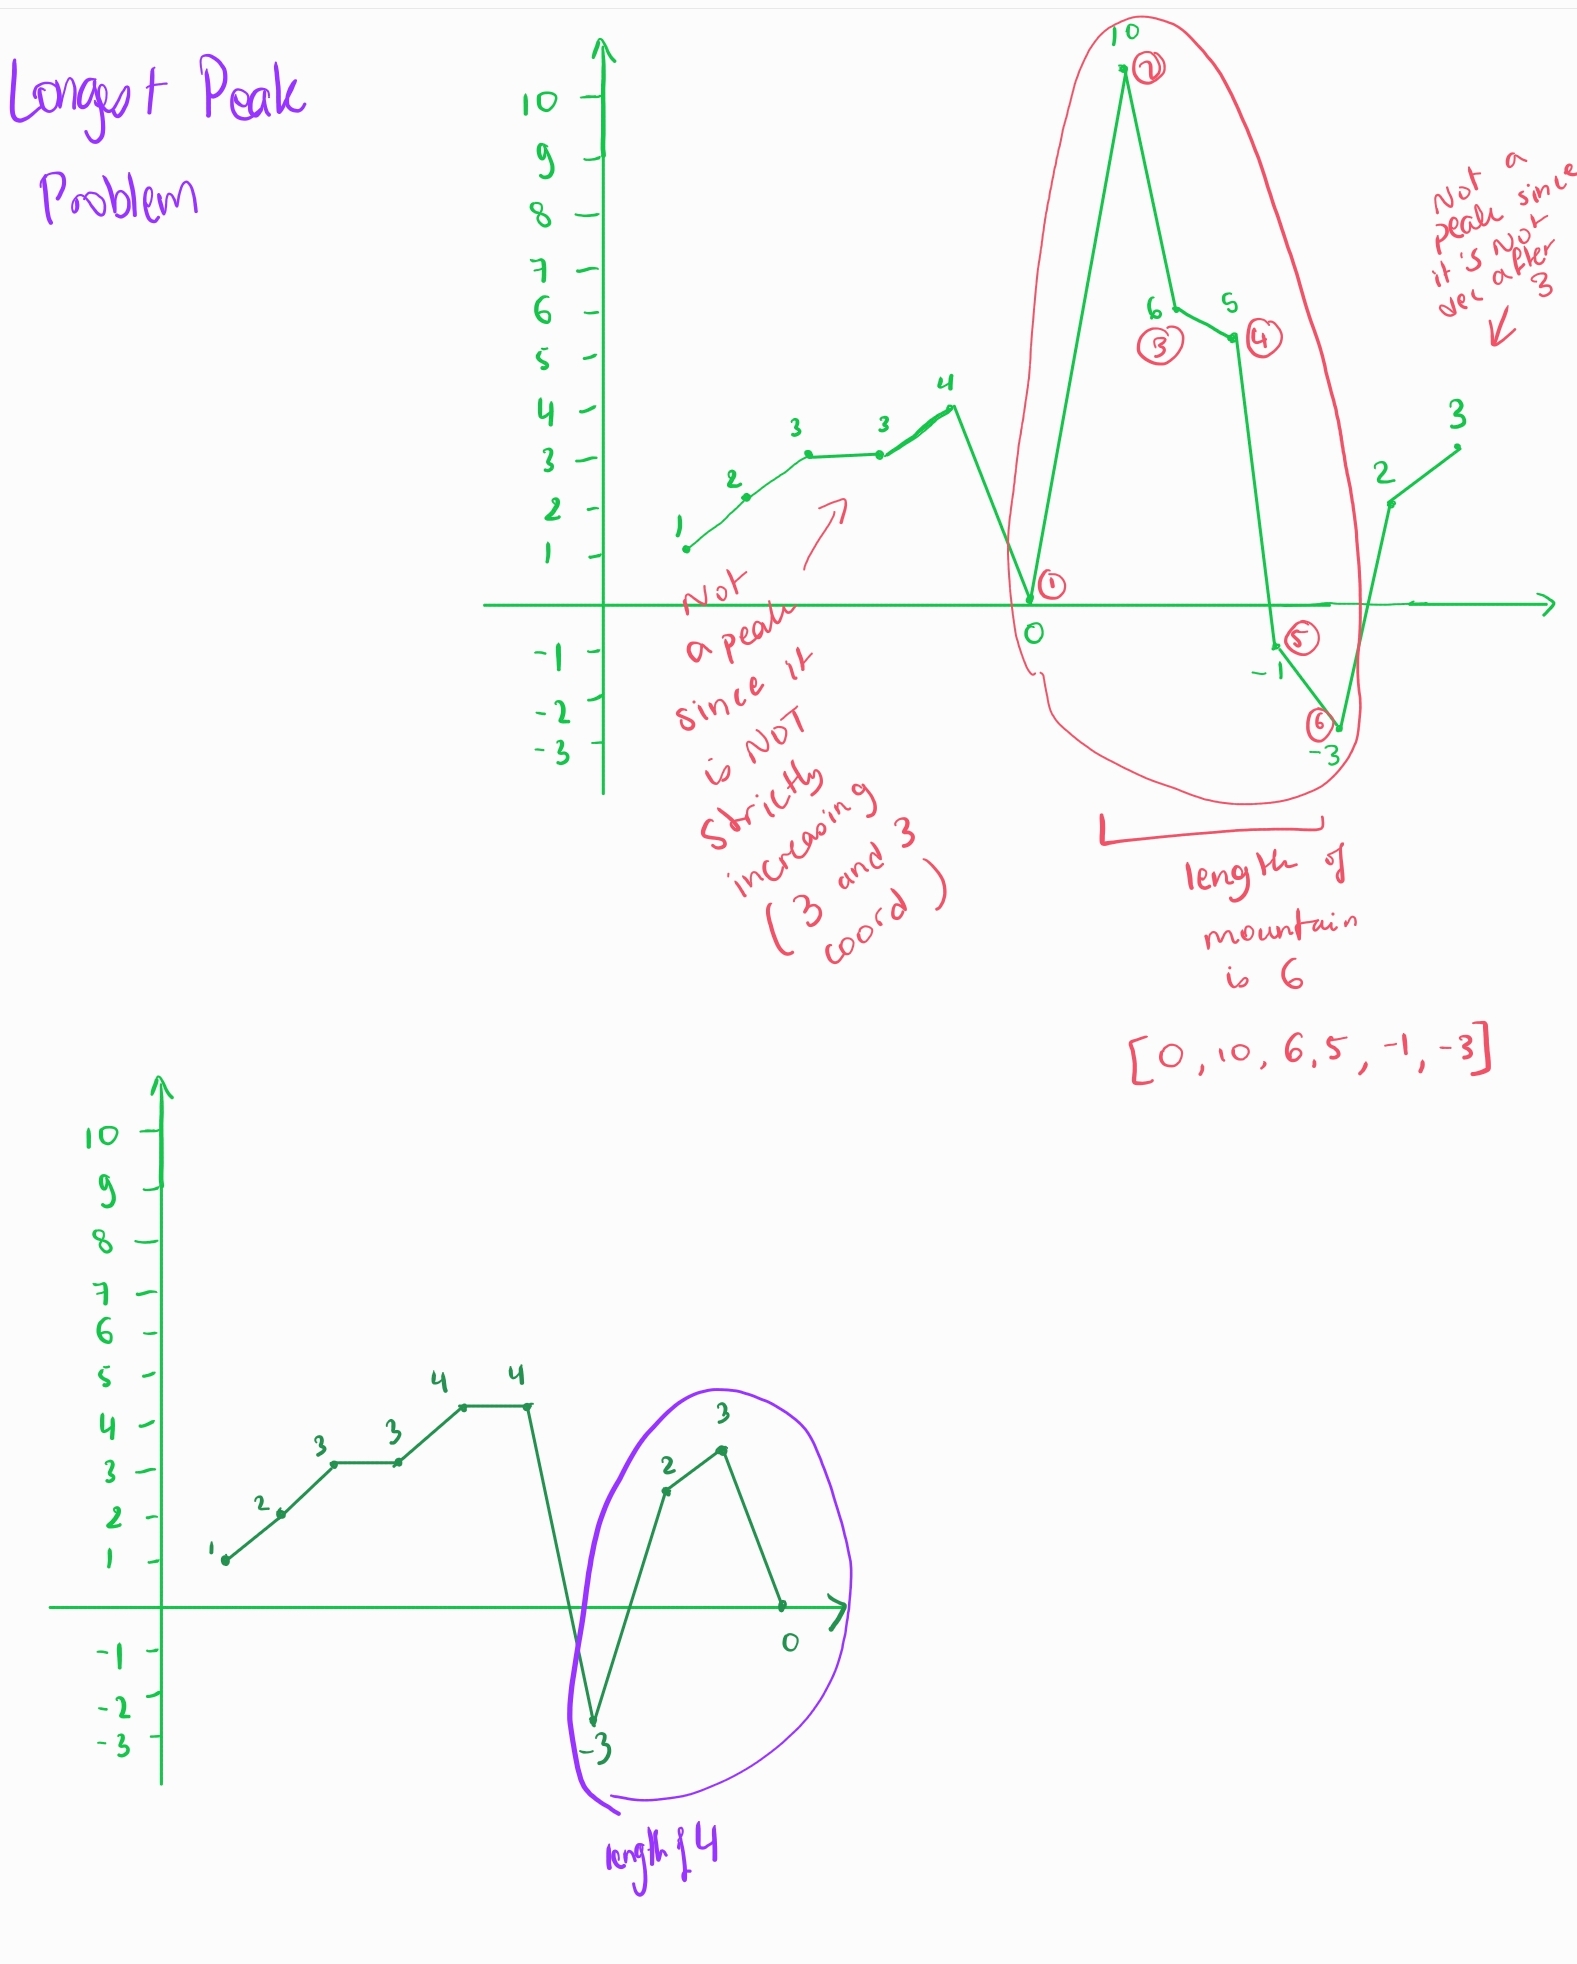 Longest Peak
Problem
10
9
8
7
6
5
4
3
2
1
-1
-2
-3
1
2
3
3
4
0
①
10
②
6
③
5
④
⑤
-1
⑥
-3
2
3
Not a
peak since
it's Not
dec after
3
Not
a peak
since it
is NOT
strictly
increasing
(3 and 3
coord)
length of
mountain
is 6
[0, 10, 6, 5, -1, -3]
10
9
8
7
6
5
4
3
2
1
-1
-2
-3
1
2
3
3
4
4
-3
2
3
0
length of 4